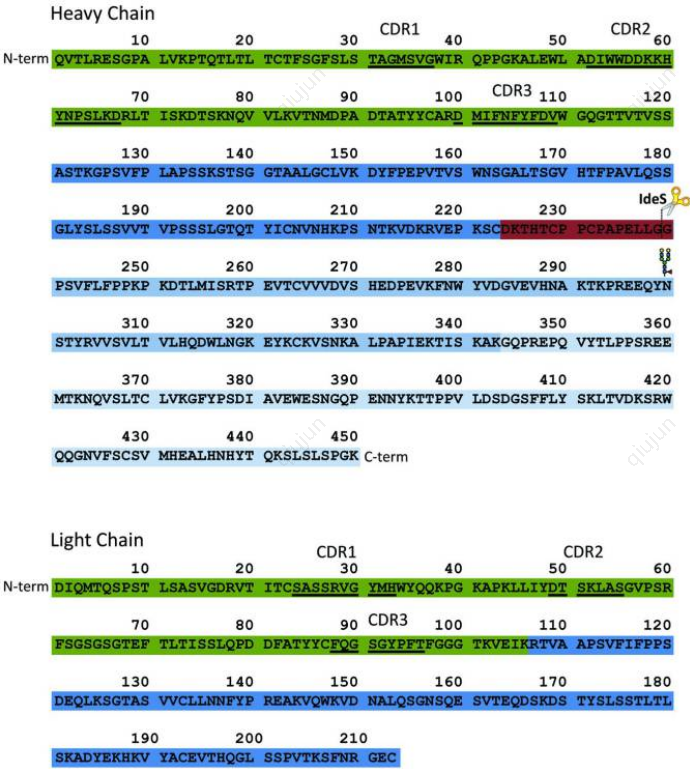 Heavy Chain
CDR1 CDR2
10 20 30 40 50 60
N-term QVTLRESGPA LVKPTQTLTL TCTFSGFSLS TAGMSVGWIR QPPGKALEWL ADIWWDDKKH
CDR3
70 80 90 100 110 120
YNPSLKDRLT ISKDTSKNQV VLKVTNMDPA DTATYYCARD MIFNFYFDVW GQGTTVTVSS
130 140 150 160 170 180
ASTKGPSVFP LAPSSKSTSG GTAALGCLVK DYFPEPVTVS WNSGALTSGV HTFPAVLQSS
IdeS
190 200 210 220 230
GLYSLSSVVT VPSSSLGTQT YICNVNHKPS NTKVDKRVEP KSCDKTHTCP PCPAPELLGG
250 260 270 280 290
PSVFLFPPKP KDTLMISRTP EVTCVVVDVS HEDPEVKFNW YVDGVEVHNA KTKPREEQYN
310 320 330 340 350 360
STYRVVSVLT VLHQDWLNGK EYKCKVSNKA LPAPIEKTIS KAKGQPREPQ VYTLPPSREE
370 380 390 400 410 420
MTKNQVSLTC LVKGFYPSDI AVEWESNGQP ENNYKTTPPV LDSDGSFFLY SKLTVDKSRW
430 440 450
QQGNVFSCSV MHEALHNHYT QKSLSLSPGK C-term
Light Chain
CDR1 CDR2
10 20 30 40 50 60
N-term DIQMTQSPST LSASVGDRVT ITCSASSRVG YMHWYQQKPG KAPKLLIYDT SKLASGVPSR
CDR3
70 80 90 100 110 120
FSGSGSGTEF TLTISSLQPD DFATYYCFQG SGYPFTFGGG TKVEIKRTVA APSVFIFPPS
130 140 150 160 170 180
DEQLKSGTAS VVCLLNNFYP REAKVQWKVD NALQSGNSQE SVTEQDSKDS TYSLSSTLTL
190 200 210
SKADYEKHKV YACEVTHQGL SSPVTKSFNR GEC
qiujun
qiujun
qiujun
qiujun